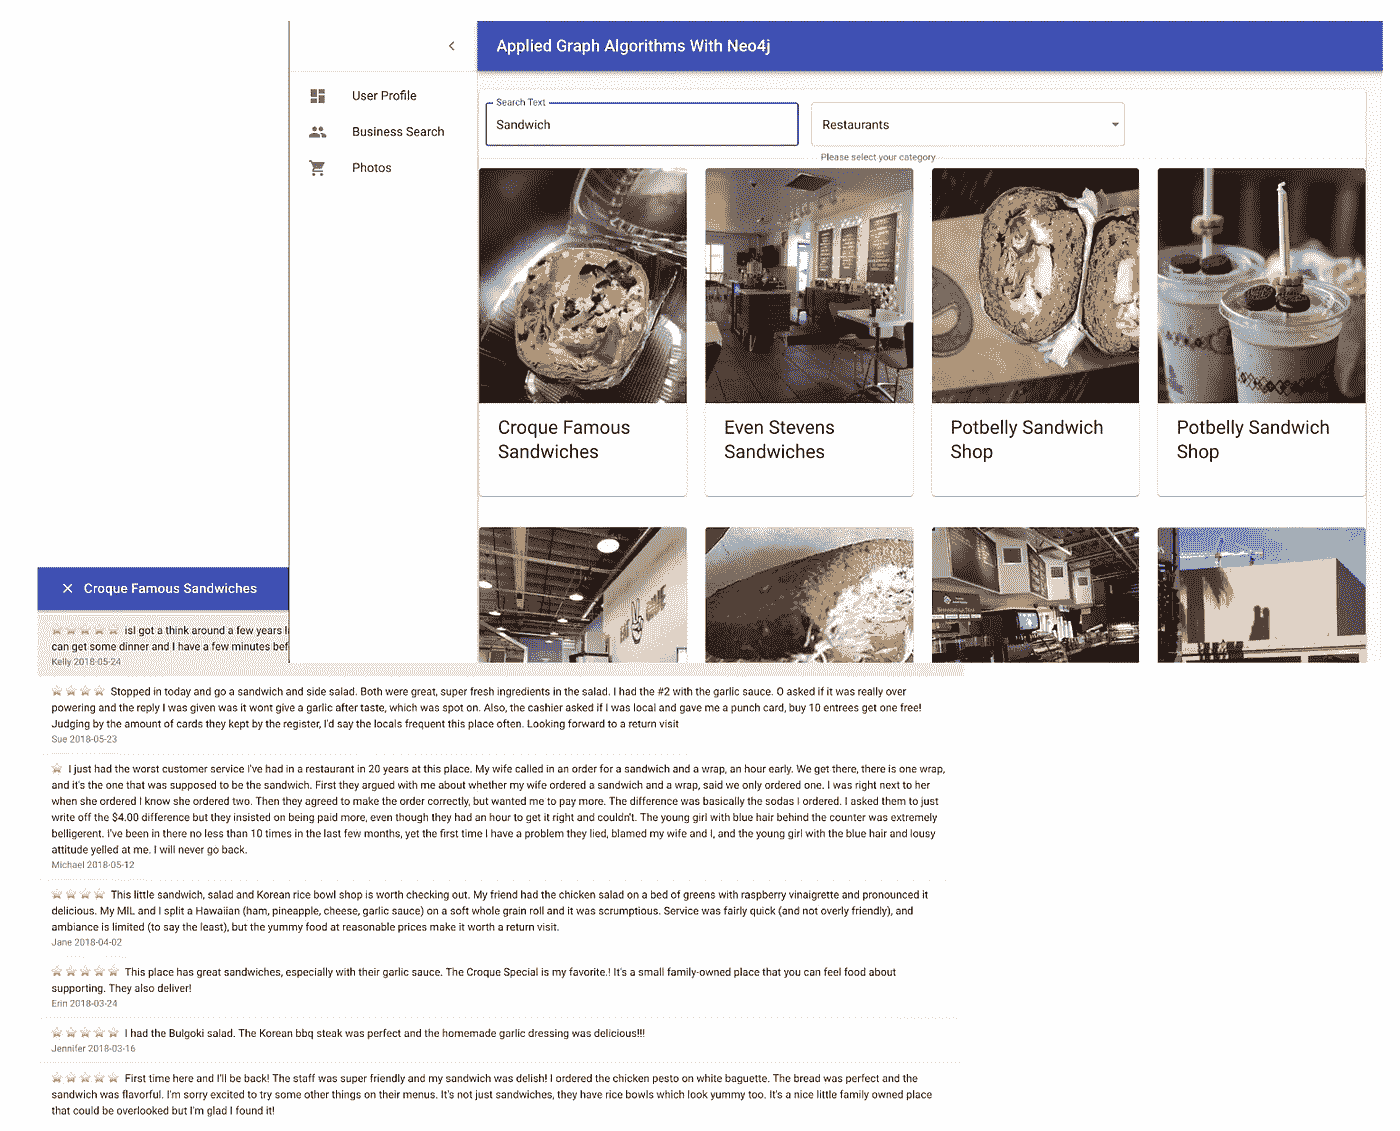 Applied Graph Algorithms With Neo4j
User Profile
Business Search
Photos
Search Text
Sandwich
Restaurants
Please select your category
Croque Famous
Sandwiches
Even Stevens
Sandwiches
Potbelly Sandwich
Shop
Potbelly Sandwich
Shop
Croque Famous Sandwiches
isI got a think around a few years
can get some dinner and I have a few minutes bef
Kelly 2018-05-24
Stopped in today and go a sandwich and side salad. Both were great, super fresh ingredients in the salad. I had the #2 with the garlic sauce. O asked if it was really over
powering and the reply I was given was it wont give a garlic after taste, which was spot on. Also, the cashier asked if I was local and gave me a punch card, buy 10 entrees get one free!
Judging by the amount of cards they kept by the register, I'd say the locals frequent this place often. Looking forward to a return visit
Sue 2018-05-23
I just had the worst customer service I've had in a restaurant in 20 years at this place. My wife called in an order for a sandwich and a wrap, an hour early. We get there, there is one wrap,
and it's the one that was supposed to be the sandwich. First they argued with me about whether my wife ordered a sandwich and a wrap, said we only ordered one. I was right next to her
when she ordered I know she ordered two. Then they agreed to make the order correctly, but wanted me to pay more. The difference was basically the sodas I ordered. I asked them to just
write off the $4.00 difference but they insisted on being paid more, even though they had an hour to get it right and couldn't. The young girl with blue hair behind the counter was extremely
belligerent. I've been in there no less than 10 times in the last few months, yet the first time I have a problem they lied, blamed my wife and I, and the young girl with the blue hair and lousy
attitude yelled at me. I will never go back.
Michael 2018-05-12
This little sandwich, salad and Korean rice bowl shop is worth checking out. My friend had the chicken salad on a bed of greens with raspberry vinaigrette and pronounced it
delicious. My MIL and I split a Hawaiian (ham, pineapple, cheese, garlic sauce) on a soft whole grain roll and it was scrumptious. Service was fairly quick (and not overly friendly), and
ambiance is limited (to say the least), but the yummy food at reasonable prices make it worth a return visit.
Jane 2018-04-02
This place has great sandwiches, especially with their garlic sauce. The Croque Special is my favorite.! It's a small family-owned place that you can feel food about
supporting. They also deliver!
Erin 2018-03-24
I had the Bulgoki salad. The Korean bbq steak was perfect and the homemade garlic dressing was delicious!!!
Jennifer 2018-03-16
First time here and I'll be back! The staff was super friendly and my sandwich was delish! I ordered the chicken pesto on white baguette. The bread was perfect and the
sandwich was flavorful. I'm sorry excited to try some other things on their menus. It's not just sandwiches, they have rice bowls which look yummy too. It's a nice little family owned place
that could be overlooked but I'm glad I found it!